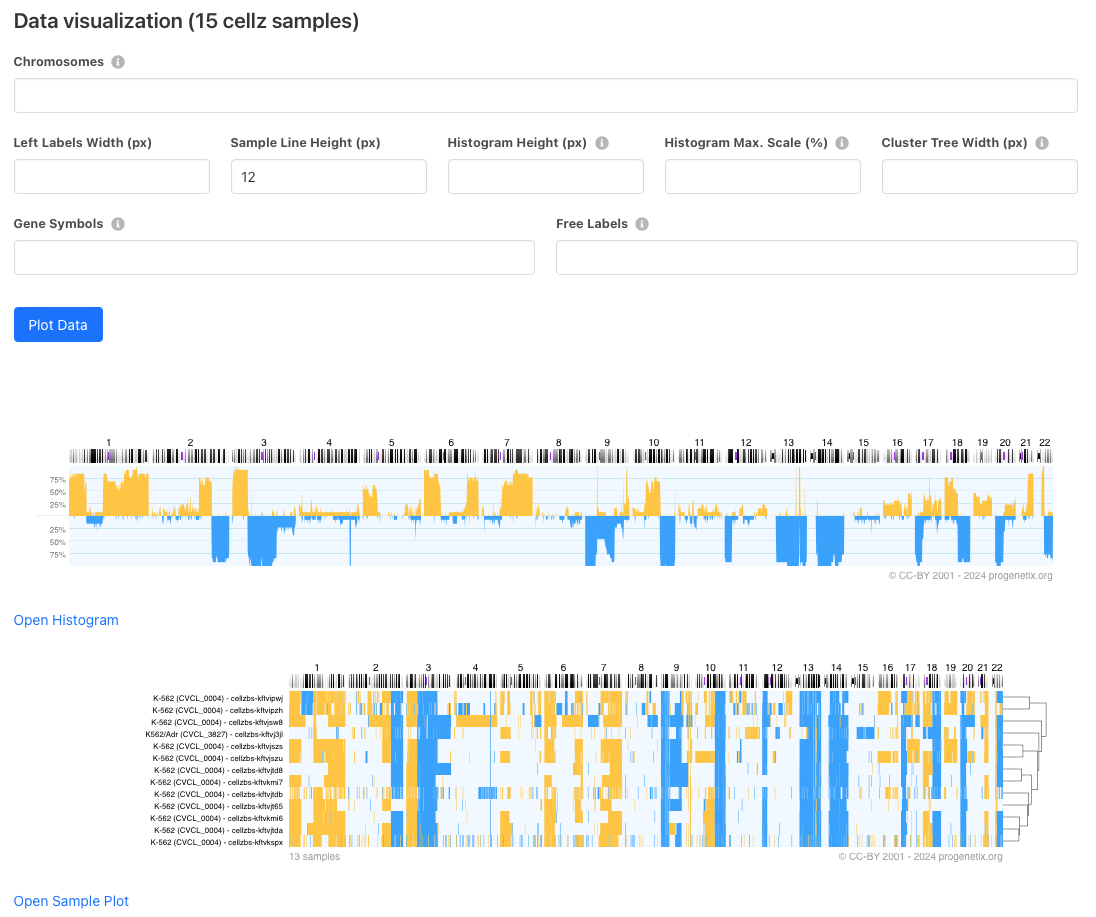 Data visualization (15 cellz samples)
Chromosomes
Left Labels Width (px) Sample Line Height (px) Histogram Height (px) Histogram Max. Scale (%) Cluster Tree Width (px)
12
Gene Symbols Free Labels
Plot Data
1 2 3 4 5 6 7 8 9 10 11 12 13 14 15 16 17 18 19 20 21 22
75%
50%
25%
25%
50%
75%
© CC-BY 2001 - 2024 progenetix.org
Open Histogram
1 2 3 4 5 6 7 8 9 10 11 12 13 14 15 16 17 18 19 20 21 22
K-562 (CVCL_0004) - cellzbs-kftvipwj
K-562 (CVCL_0004) - cellzbs-kftvipzh
K-562 (CVCL_0004) - cellzbs-kftvjsw8
K562/Adr (CVCL_3827) - cellzbs-kftvj3jl
K-562 (CVCL_0004) - cellzbs-kftvjszs
K-562 (CVCL_0004) - cellzbs-kftvjszu
K-562 (CVCL_0004) - cellzbs-kftvjtd8
K-562 (CVCL_0004) - cellzbs-kftvkmi7
K-562 (CVCL_0004) - cellzbs-kftvjtdb
K-562 (CVCL_0004) - cellzbs-kftvjt65
K-562 (CVCL_0004) - cellzbs-kftvkmi6
K-562 (CVCL_0004) - cellzbs-kftvjtda
K-562 (CVCL_0004) - cellzbs-kftvkspx
13 samples © CC-BY 2001 - 2024 progenetix.org
Open Sample Plot